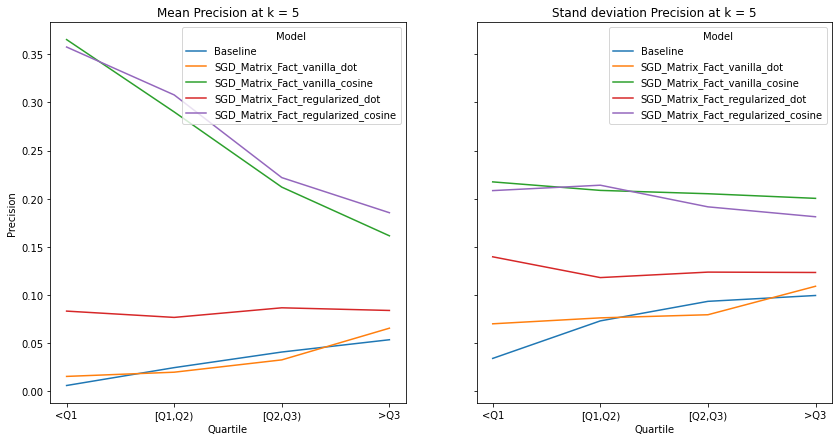 Mean Precision at k = 5
Model
Baseline
SGD_Matrix_Fact_vanilla_dot
SGD_Matrix_Fact_vanilla_cosine
SGD_Matrix_Fact_regularized_dot
SGD_Matrix_Fact_regularized_cosine
0.35
0.30
0.25
0.20
0.15
0.10
0.05
0.00
Precision
<Q1
[Q1,Q2)
[Q2,Q3)
>Q3
Quartile
Stand deviation Precision at k = 5
Model
Baseline
SGD_Matrix_Fact_vanilla_dot
SGD_Matrix_Fact_vanilla_cosine
SGD_Matrix_Fact_regularized_dot
SGD_Matrix_Fact_regularized_cosine
<Q1
[Q1,Q2)
[Q2,Q3)
>Q3
Quartile